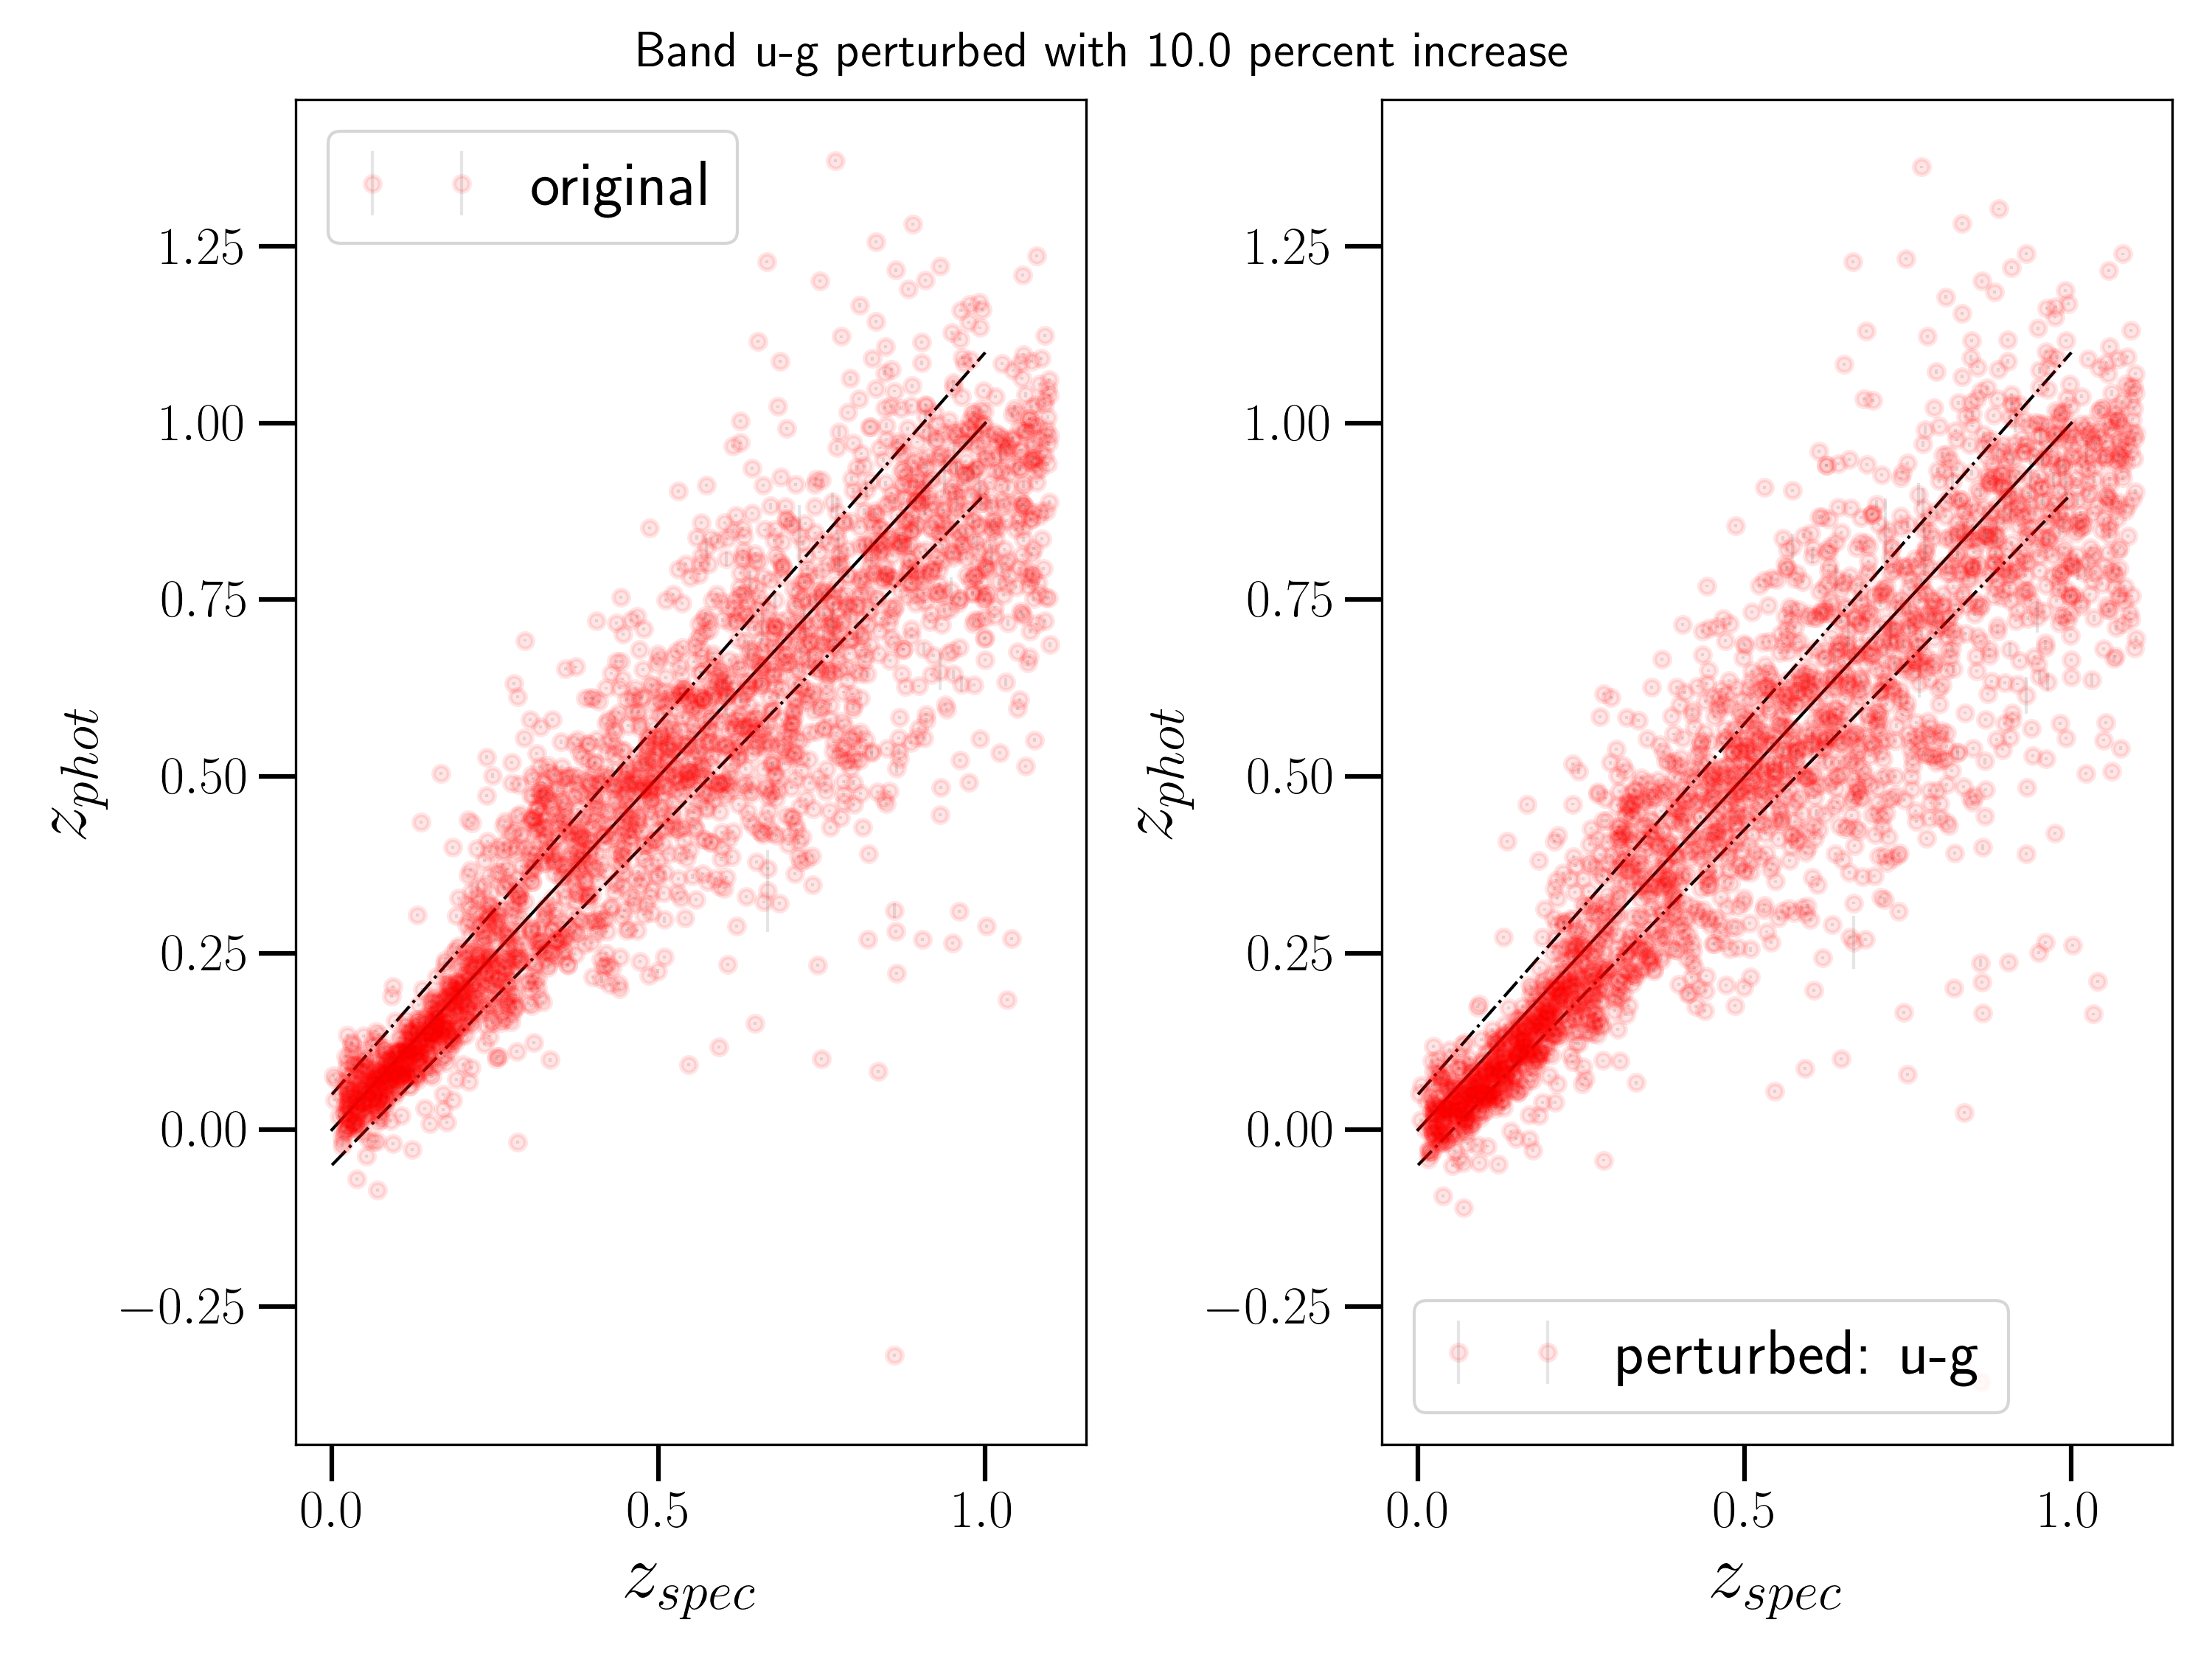 Band u-g perturbed with 10.0 percent increase
original
1.25
1.00
0.75
0.50
0.25
0.00
−0.25
z_phot
0.0 0.5 1.0
z_spec
1.25
1.00
0.75
0.50
0.25
0.00
−0.25
z_phot
perturbed: u-g
0.0 0.5 1.0
z_spec